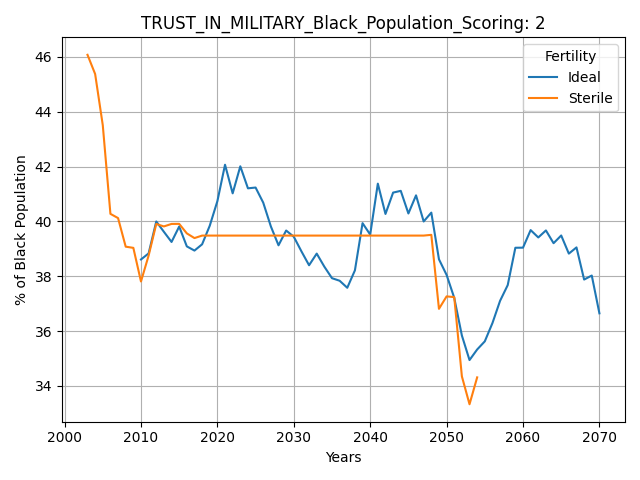 TRUST_IN_MILITARY_Black_Population_Scoring: 2
Fertility
Ideal
Sterile
% of Black Population
46
44
42
40
38
36
34
2000 2010 2020 2030 2040 2050 2060 2070
Years